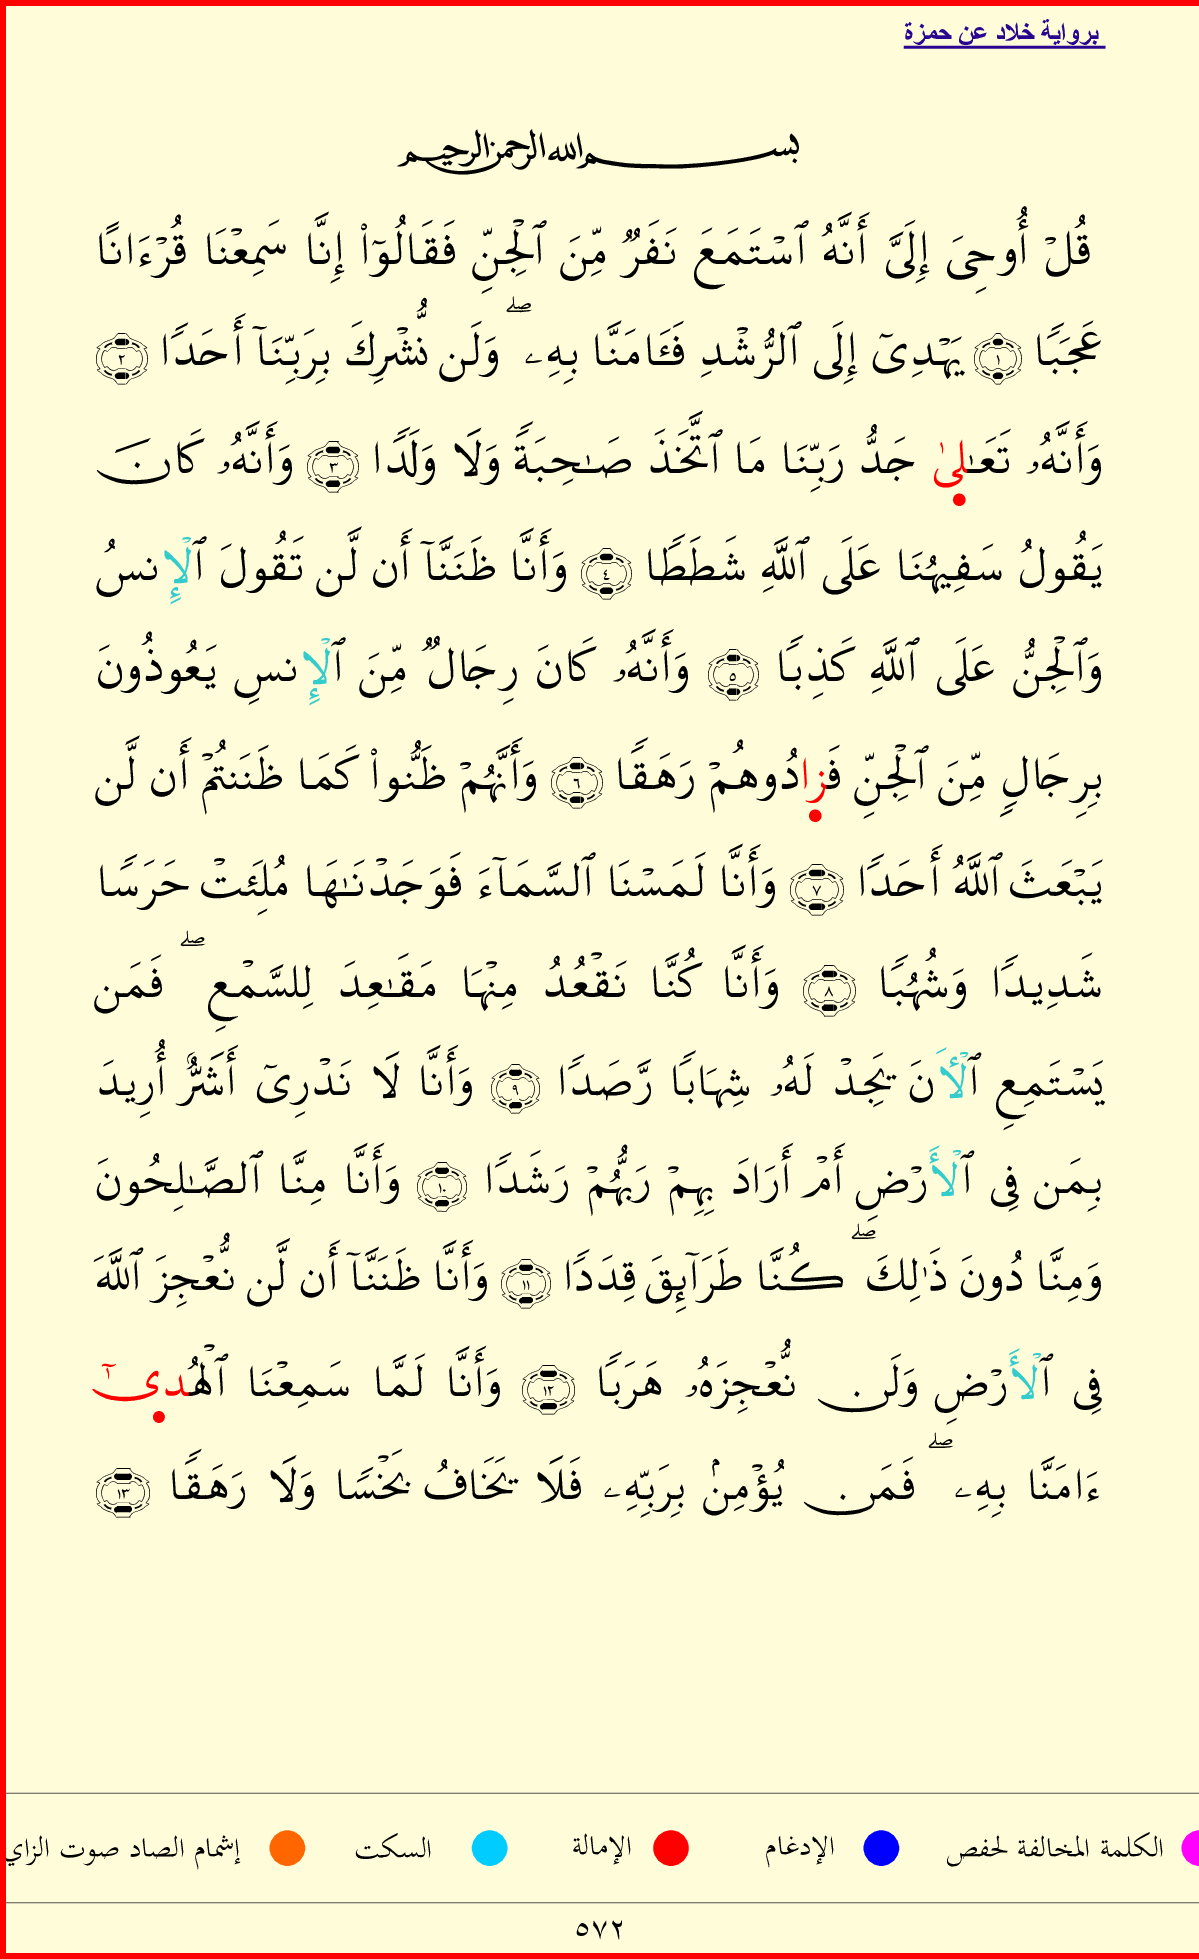 برواية خلاد عن حمزة
بسم الله الرحمن الرحيم
قُلۡ أُوحِيَ إِلَيَّ أَنَّهُ ٱسۡتَمَعَ نَفَرٞ مِّنَ ٱلۡجِنِّ فَقَالُوٓاْ إِنَّا سَمِعۡنَا قُرۡءَانًا
عَجَبٗا ١ يَهۡدِيٓ إِلَى ٱلرُّشۡدِ فَـَٔامَنَّا بِهِۦۖ وَلَن نُّشۡرِكَ بِرَبِّنَآ أَحَدٗا ٢
وَأَنَّهُۥ تَعَٰلَىٰ جَدُّ رَبِّنَا مَا ٱتَّخَذَ صَٰحِبَةٗ وَلَا وَلَدٗا ٣ وَأَنَّهُۥ كَانَ
يَقُولُ سَفِيهُنَا عَلَى ٱللَّهِ شَطَطٗا ٤ وَأَنَّا ظَنَنَّآ أَن لَّن تَقُولَ ٱلۡإِنسُ
وَٱلۡجِنُّ عَلَى ٱللَّهِ كَذِبٗا ٥ وَأَنَّهُۥ كَانَ رِجَالٞ مِّنَ ٱلۡإِنسِ يَعُوذُونَ
بِرِجَالٖ مِّنَ ٱلۡجِنِّ فَزَادُوهُمۡ رَهَقٗا ٦ وَأَنَّهُمۡ ظَنُّواْ كَمَا ظَنَنتُمۡ أَن لَّن
يَبۡعَثَ ٱللَّهُ أَحَدٗا ٧ وَأَنَّا لَمَسۡنَا ٱلسَّمَآءَ فَوَجَدۡنَٰهَا مُلِئَتۡ حَرَسٗا
شَدِيدٗا وَشُهُبٗا ٨ وَأَنَّا كُنَّا نَقۡعُدُ مِنۡهَا مَقَٰعِدَ لِلسَّمۡعِۖ فَمَن
يَسۡتَمِعِ ٱلۡأٓنَ يَجِدۡ لَهُۥ شِهَابٗا رَّصَدٗا ٩ وَأَنَّا لَا نَدۡرِيٓ أَشَرٌّ أُرِيدَ
بِمَن فِي ٱلۡأَرۡضِ أَمۡ أَرَادَ بِهِمۡ رَبُّهُمۡ رَشَدٗا ١٠ وَأَنَّا مِنَّا ٱلصَّٰلِحُونَ
وَمِنَّا دُونَ ذَٰلِكَۖ كُنَّا طَرَآئِقَ قِدَدٗا ١١ وَأَنَّا ظَنَنَّآ أَن لَّن نُّعۡجِزَ ٱللَّهَ
فِي ٱلۡأَرۡضِ وَلَن نُّعۡجِزَهُۥ هَرَبٗا ١٢ وَأَنَّا لَمَّا سَمِعۡنَا ٱلۡهُدَىٰٓ
ءَامَنَّا بِهِۦۖ فَمَن يُؤۡمِنۢ بِرَبِّهِۦ فَلَا يَخَافُ بَخۡسٗا وَلَا رَهَقٗا ١٣
الكلمة المخالفة لحفص الإدغام الإمالة السكت إشمام الصاد صوت الزاي
٥٧٢